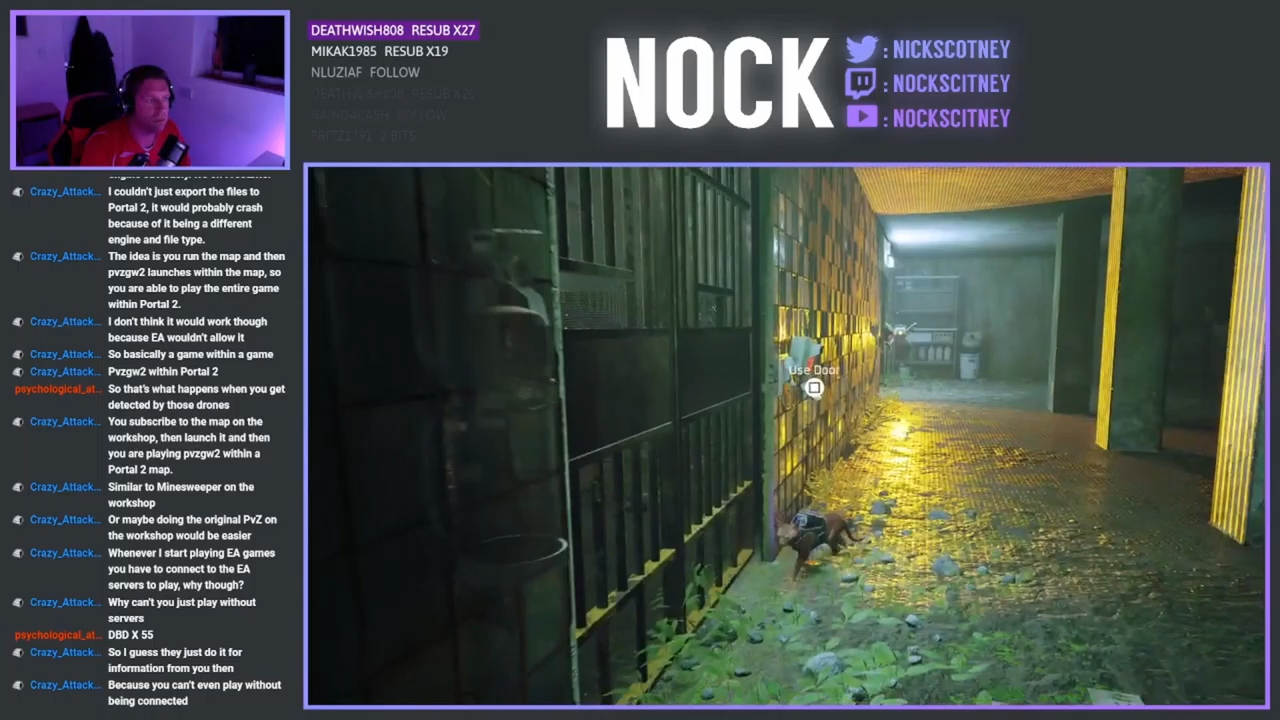 DEATHWISH808 RESUB X27
MIKAK1985 RESUB X19
NLUZIAF FOLLOW
NOCK
: NICKSCOTNEY
: NOCKSCITNEY
: NOCKSCITNEY
Crazy_Attack... I couldn't just export the files to
Portal 2, it would probably crash
because of it being a different
engine and file type.
Crazy_Attack... The idea is you run the map and then
pvzgw2 launches within the map, so
you are able to play the entire game
within Portal 2.
Crazy_Attack... I don't think it would work though
because EA wouldn't allow it
Crazy_Attack... So basically a game within a game
Crazy_Attack... Pvzgw2 within Portal 2
psychological_at... So that's what happens when you get
detected by those drones
Crazy_Attack... You subscribe to the map on the
workshop, then launch it and then
you are playing pvzgw2 within a
Portal 2 map.
Crazy_Attack... Similar to Minesweeper on the
workshop
Crazy_Attack... Or maybe doing the original PvZ on
the workshop would be easier
Crazy_Attack... Whenever I start playing EA games
you have to connect to the EA
servers to play, why though?
Crazy_Attack... Why can't you just play without
servers
psychological_at... DBD X 55
Crazy_Attack... So I guess they just do it for
information from you then
Crazy_Attack... Because you can't even play without
being connected
Use Door